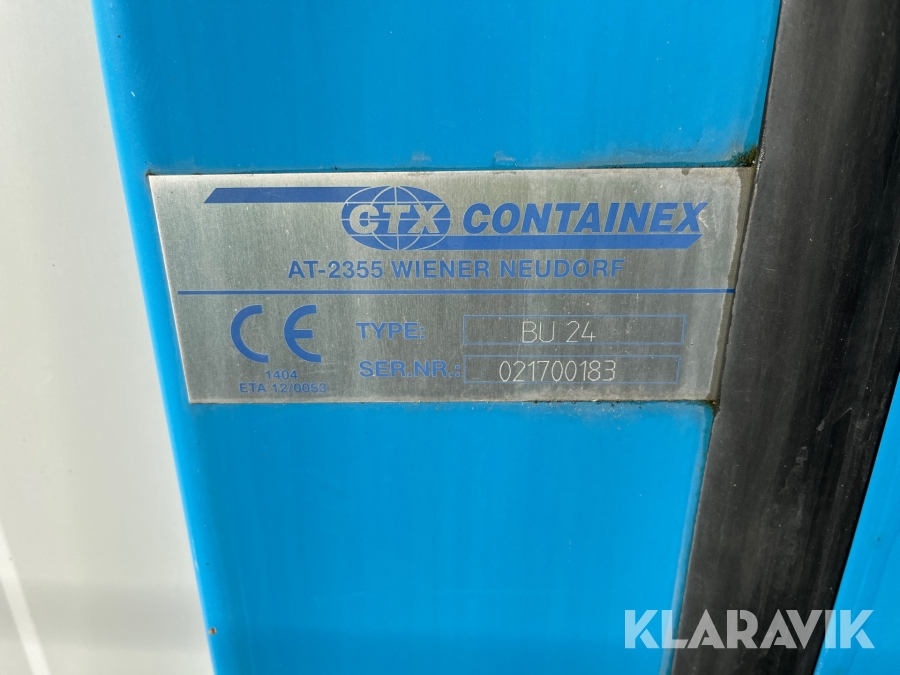 CTX CONTAINEX
AT-2355 WIENER NEUDORF
CE TYPE: BU 24
1404 SER.NR.: 021700183
ETA 12/0053
KLARAVIK